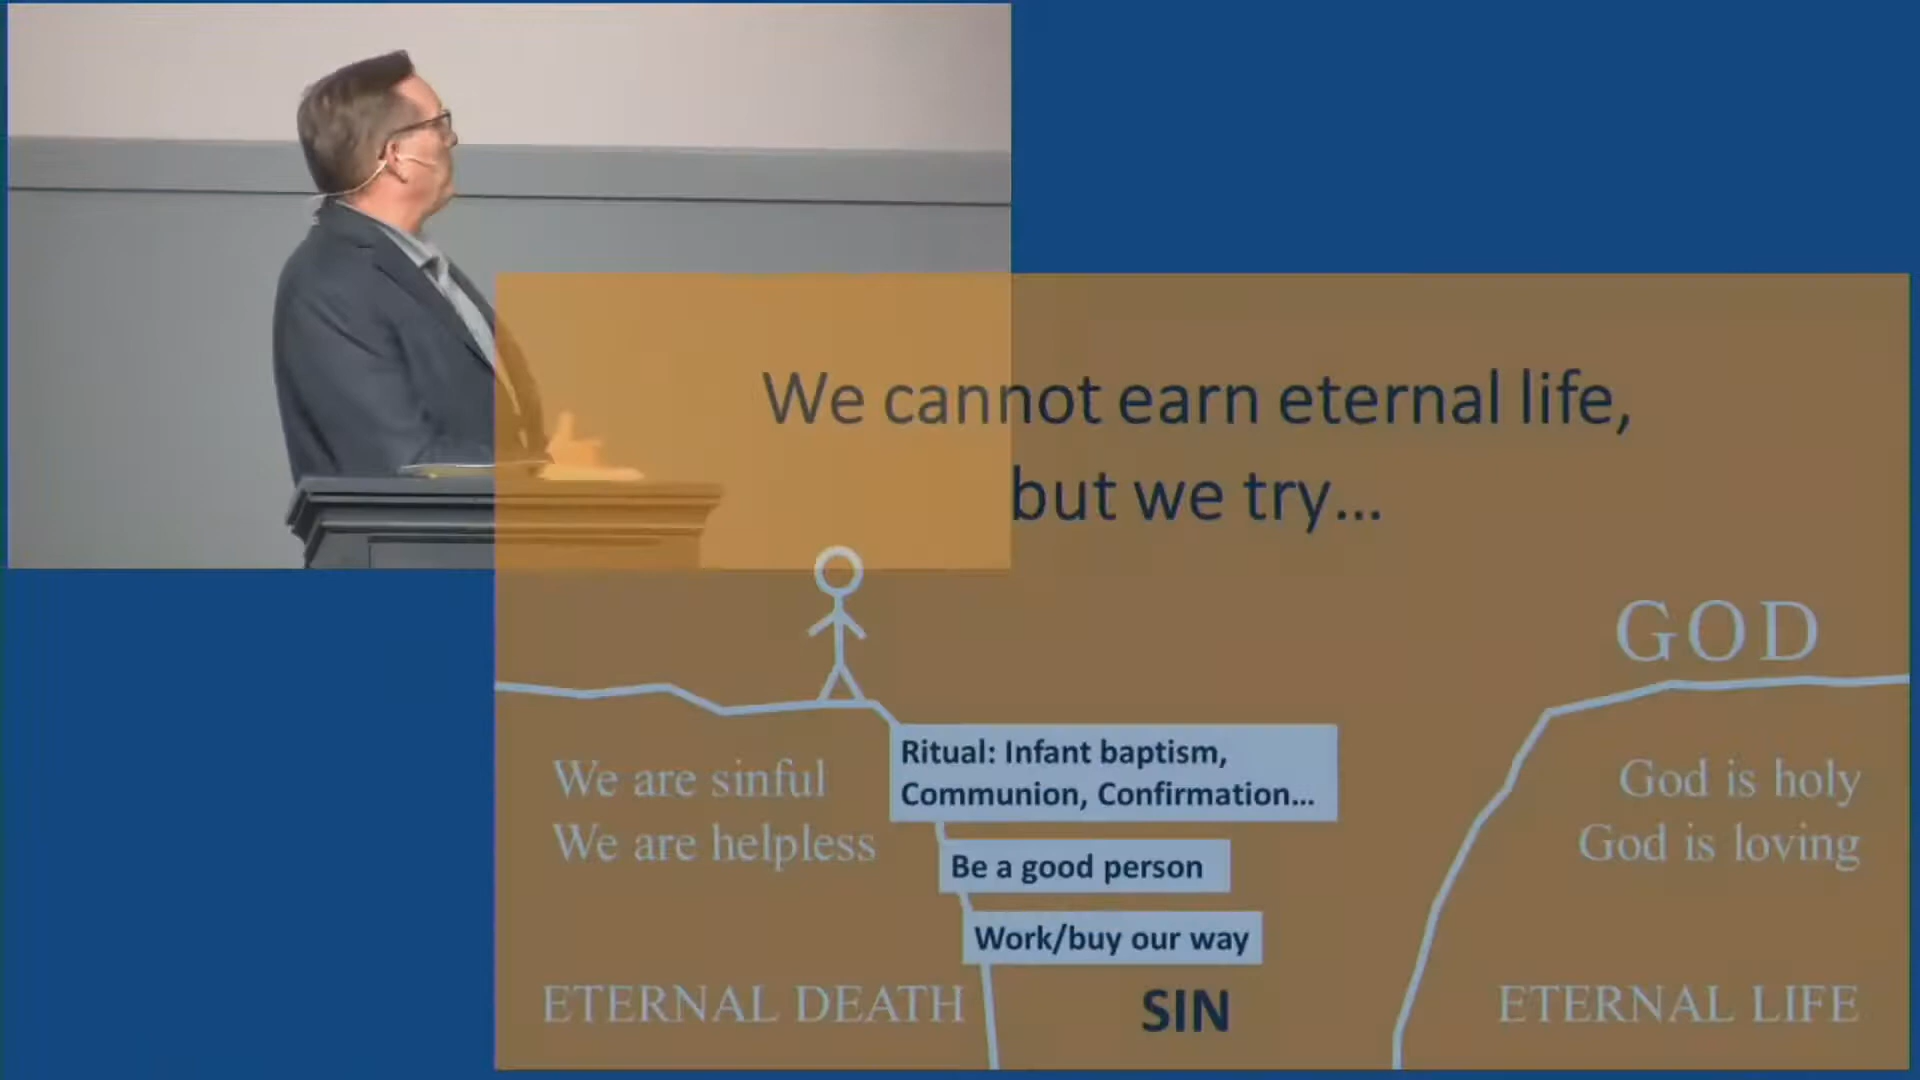 We cannot earn eternal life,
but we try...
GOD
We are sinful
We are helpless
Ritual: Infant baptism,
Communion, Confirmation...
Be a good person
Work/buy our way
God is holy
God is loving
ETERNAL DEATH
SIN
ETERNAL LIFE